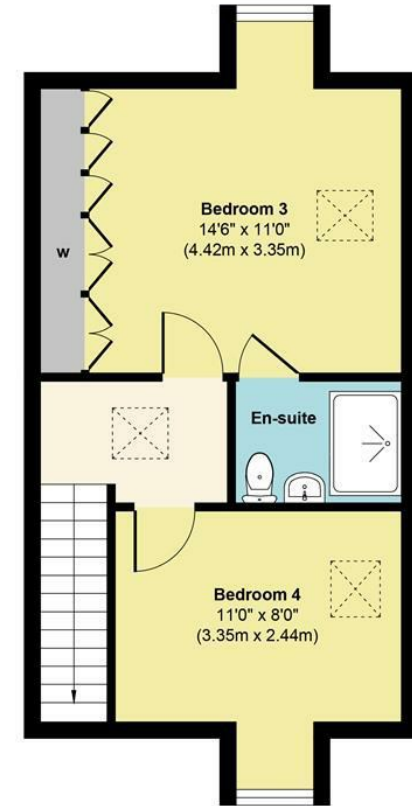 Bedroom 3
14'6" x 11'0"
(4.42m x 3.35m)
w
En-suite
Bedroom 4
11'0" x 8'0"
(3.35m x 2.44m)